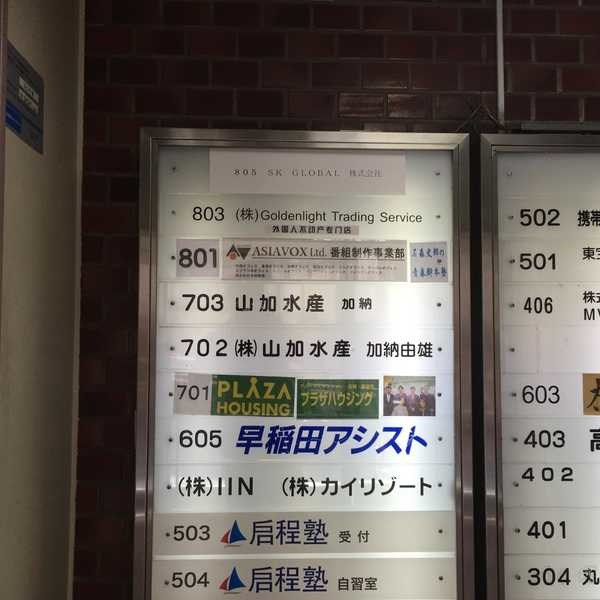 805 SK GLOBAL 株式会社
803 (株)Goldenlight Trading Service
外国人不动产专门店
801 ASIAVOX Ltd. 番組制作事業部
703 山加水産 加納
702 (株)山加水産 加納由雄
701 PLAZA HOUSING プラザハウジング
605 早稲田アシスト
(株)IIN (株)カイリゾート
503 启程塾 受付
504 启程塾 自習室
502 携帯
501 東宝
406 株式
MV
603
403 高
402
401
304 丸